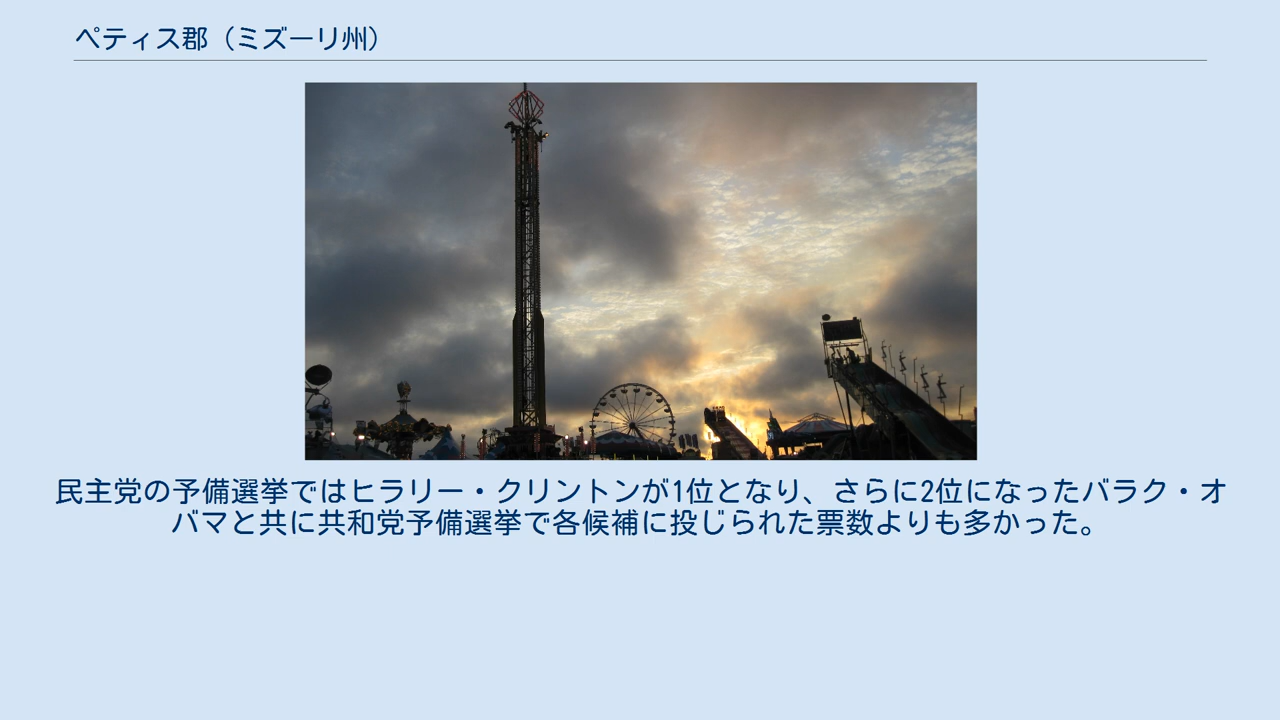 ペティス郡（ミズーリ州）
民主党の予備選挙ではヒラリー・クリントンが1位となり、さらに2位になったバラク・オ
バマと共に共和党予備選挙で各候補に投じられた票数よりも多かった。